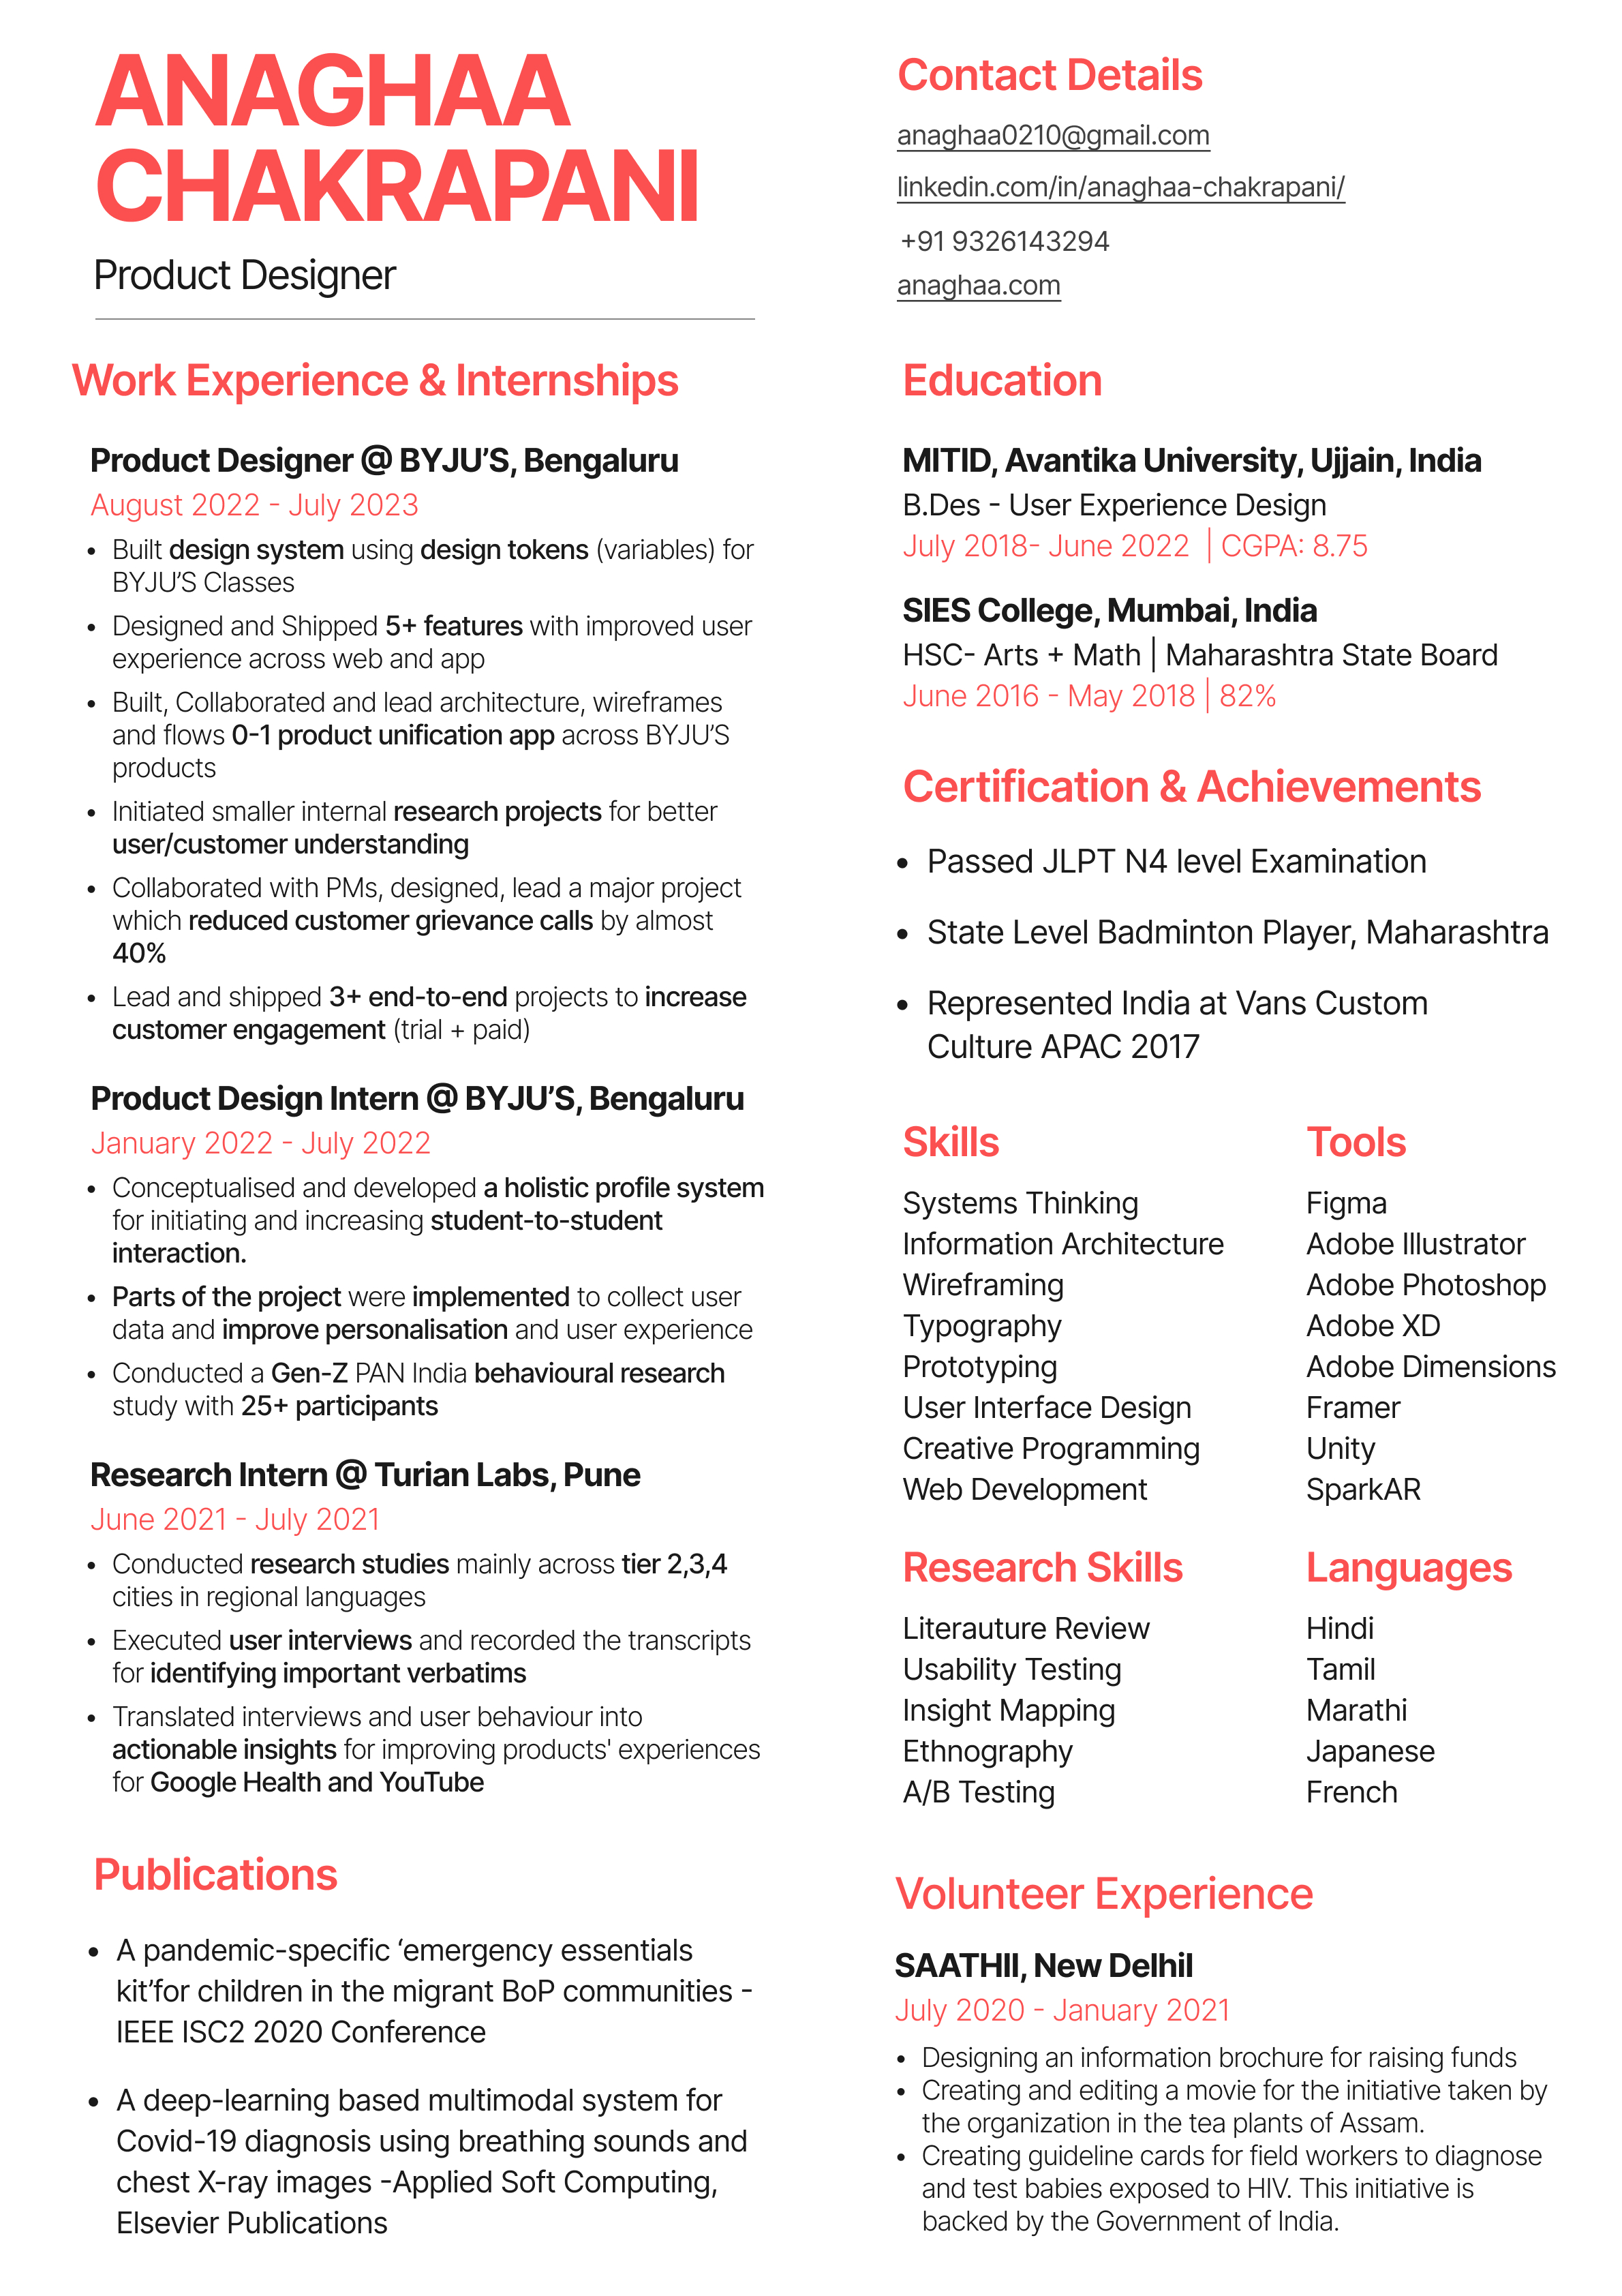 ANAGHAA
CHAKRAPANI
Product Designer
Contact Details
anaghaa0210@gmail.com
linkedin.com/in/anaghaa-chakrapani/
+91 9326143294
anaghaa.com
Work Experience & Internships
Product Designer @ BYJU'S, Bengaluru
August 2022 - July 2023
• Built design system using design tokens (variables) for
BYJU'S Classes
• Designed and Shipped 5+ features with improved user
experience across web and app
• Built, Collaborated and lead architecture, wireframes
and flows 0-1 product unification app across BYJU'S
products
• Initiated smaller internal research projects for better
user/customer understanding
• Collaborated with PMs, designed, lead a major project
which reduced customer grievance calls by almost
40%
• Lead and shipped 3+ end-to-end projects to increase
customer engagement (trial + paid)
Product Design Intern @ BYJU'S, Bengaluru
January 2022 - July 2022
• Conceptualised and developed a holistic profile system
for initiating and increasing student-to-student
interaction.
• Parts of the project were implemented to collect user
data and improve personalisation and user experience
• Conducted a Gen-Z PAN India behavioural research
study with 25+ participants
Research Intern @ Turian Labs, Pune
June 2021 - July 2021
• Conducted research studies mainly across tier 2,3,4
cities in regional languages
• Executed user interviews and recorded the transcripts
for identifying important verbatims
• Translated interviews and user behaviour into
actionable insights for improving products' experiences
for Google Health and YouTube
Publications
• A pandemic-specific ‘emergency essentials
kit’for children in the migrant BoP communities -
IEEE ISC2 2020 Conference
• A deep-learning based multimodal system for
Covid-19 diagnosis using breathing sounds and
chest X-ray images -Applied Soft Computing,
Elsevier Publications
Education
MITID, Avantika University, Ujjain, India
B.Des - User Experience Design
July 2018- June 2022 | CGPA: 8.75
SIES College, Mumbai, India
HSC- Arts + Math | Maharashtra State Board
June 2016 - May 2018 | 82%
Certification & Achievements
• Passed JLPT N4 level Examination
• State Level Badminton Player, Maharashtra
• Represented India at Vans Custom
Culture APAC 2017
Skills
Systems Thinking
Information Architecture
Wireframing
Typography
Prototyping
User Interface Design
Creative Programming
Web Development
Tools
Figma
Adobe Illustrator
Adobe Photoshop
Adobe XD
Adobe Dimensions
Framer
Unity
SparkAR
Research Skills
Literauture Review
Usability Testing
Insight Mapping
Ethnography
A/B Testing
Languages
Hindi
Tamil
Marathi
Japanese
French
Volunteer Experience
SAATHII, New Delhil
July 2020 - January 2021
• Designing an information brochure for raising funds
• Creating and editing a movie for the initiative taken by
the organization in the tea plants of Assam.
• Creating guideline cards for field workers to diagnose
and test babies exposed to HIV. This initiative is
backed by the Government of India.